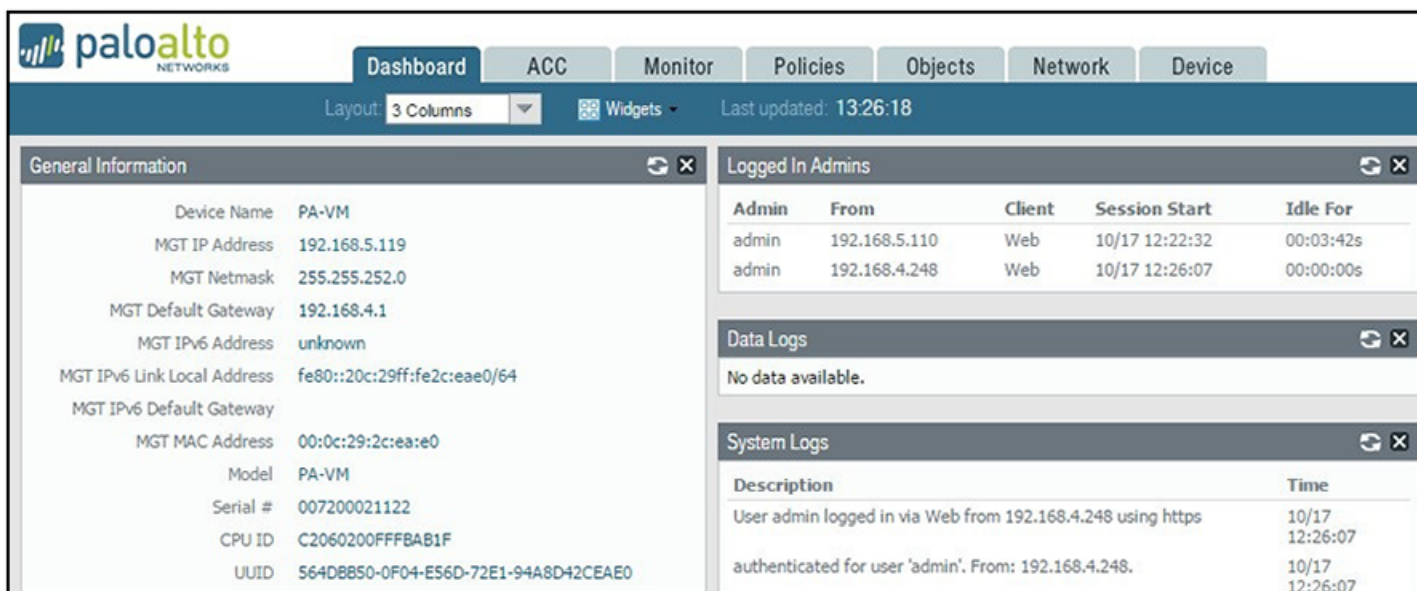 paloalto
NETWORKS
Dashboard ACC Monitor Policies Objects Network Device
Layout: 3 Columns Widgets Last updated: 13:26:18
General Information
Device Name PA-VM
MGT IP Address 192.168.5.119
MGT Netmask 255.255.252.0
MGT Default Gateway 192.168.4.1
MGT IPv6 Address unknown
MGT IPv6 Link Local Address fe80::20c:29ff:fe2c:eae0/64
MGT IPv6 Default Gateway
MGT MAC Address 00:0c:29:2c:ea:e0
Model PA-VM
Serial # 007200021122
CPU ID C2060200FFFBAB1F
UUID 564DBB50-0F04-E56D-72E1-94A8D42CEAE0
Logged In Admins
Admin From Client Session Start Idle For
admin 192.168.5.110 Web 10/17 12:22:32 00:03:42s
admin 192.168.4.248 Web 10/17 12:26:07 00:00:00s
Data Logs
No data available.
System Logs
Description Time
User admin logged in via Web from 192.168.4.248 using https 10/17
12:26:07
authenticated for user 'admin'. From: 192.168.4.248. 10/17
12:26:07